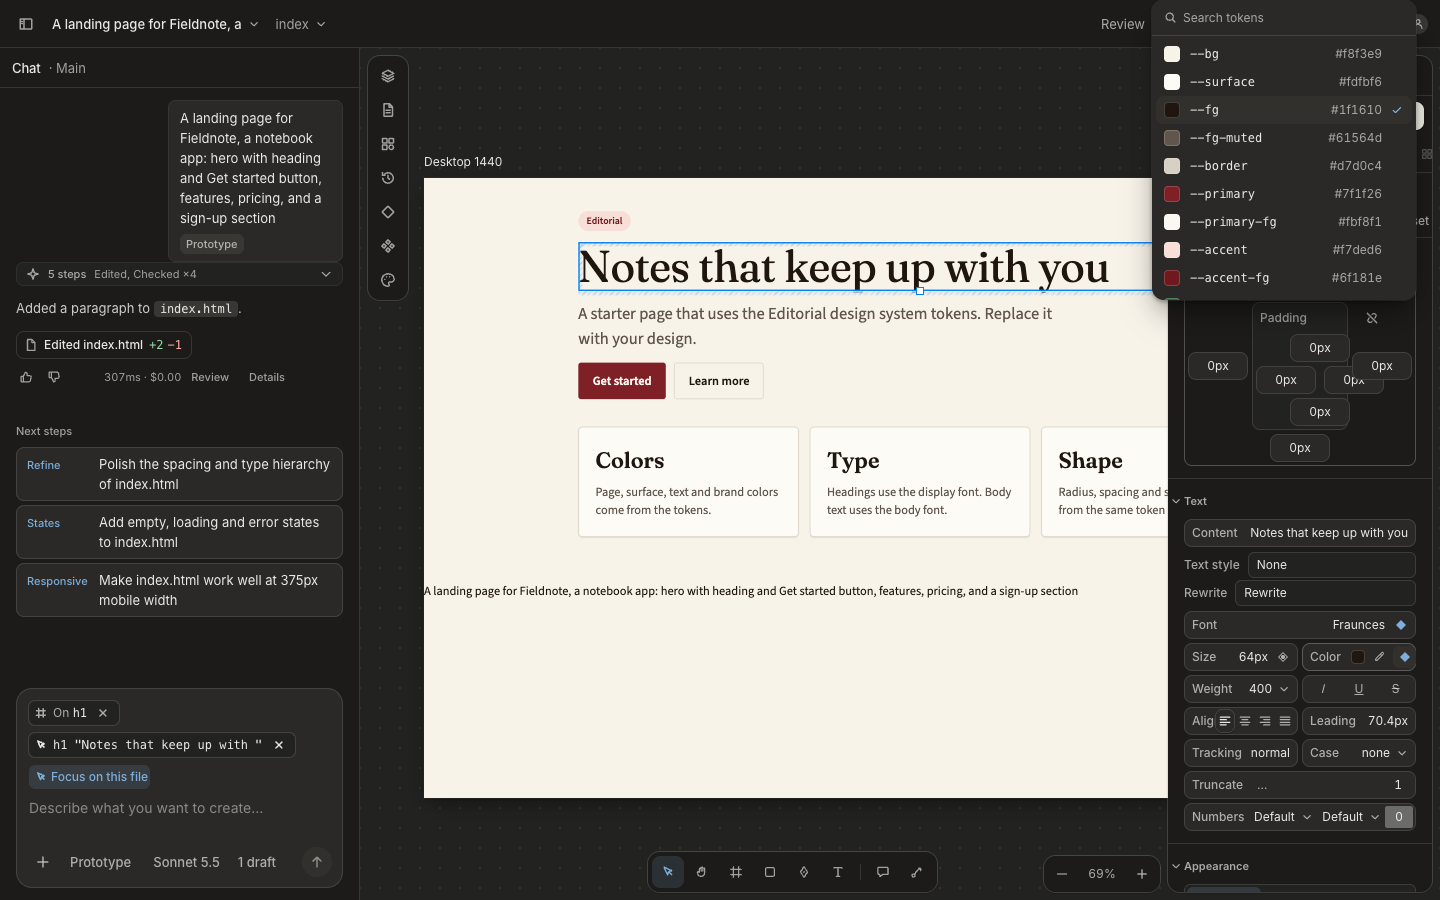 A landing page for Fieldnote, a
index
Review
Chat · Main
A landing page for
Fieldnote, a notebook
app: hero with heading
and Get started button,
features, pricing, and a
sign-up section
Prototype
5 steps Edited, Checked ×4
Added a paragraph to index.html.
Edited index.html +2 −1
307ms · $0.00 Review Details
Next steps
Refine Polish the spacing and type hierarchy
of index.html
States Add empty, loading and error states
to index.html
Responsive Make index.html work well at 375px
mobile width
On h1
h1 "Notes that keep up with "
Focus on this file
Describe what you want to create...
Prototype Sonnet 5.5 1 draft
Desktop 1440
Editorial
Notes that keep up with you
A starter page that uses the Editorial design system tokens. Replace it
with your design.
Get started
Learn more
Colors
Page, surface, text and brand colors
come from the tokens.
Type
Headings use the display font. Body
text uses the body font.
Shape
Radius, spacing and s
from the same token
A landing page for Fieldnote, a notebook app: hero with heading and Get started button, features, pricing, and a sign-up section
69%
Search tokens
--bg #f8f3e9
--surface #fdfbf6
--fg #1f1610
--fg-muted #61564d
--border #d7d0c4
--primary #7f1f26
--primary-fg #fbf8f1
--accent #f7ded6
--accent-fg #6f181e
set
Padding
0px
0px
0px
0px
0px
0px
0px
Text
Content Notes that keep up with you
Text style None
Rewrite Rewrite
Font Fraunces
Size 64px Color
Weight 400 I U S
Alig Leading 70.4px
Tracking normal Case none
Truncate ... 1
Numbers Default Default 0
Appearance